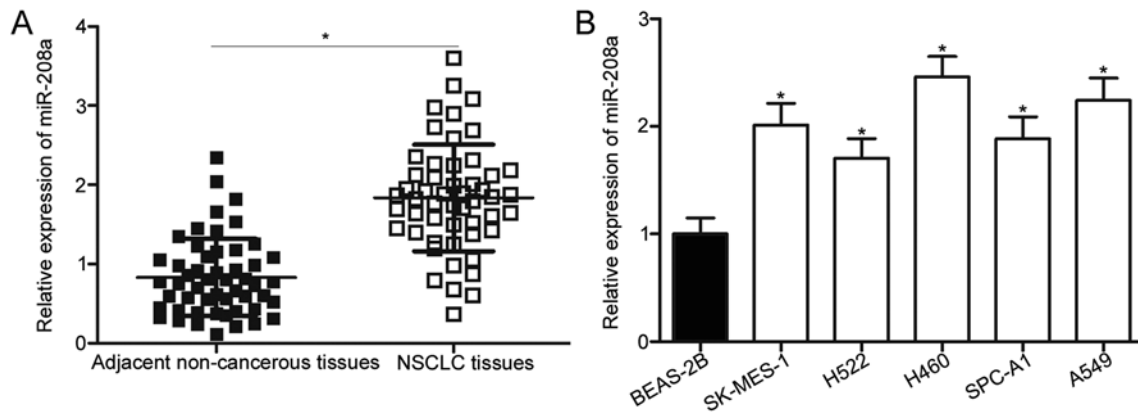 A
Relative expression of miR-208a
4
3
2
1
0
*
Adjacent non-cancerous tissues
NSCLC tissues
B
Relative expression of miR-208a
3
2
1
0
*
*
*
*
*
BEAS-2B
SK-MES-1
H522
H460
SPC-A1
A549